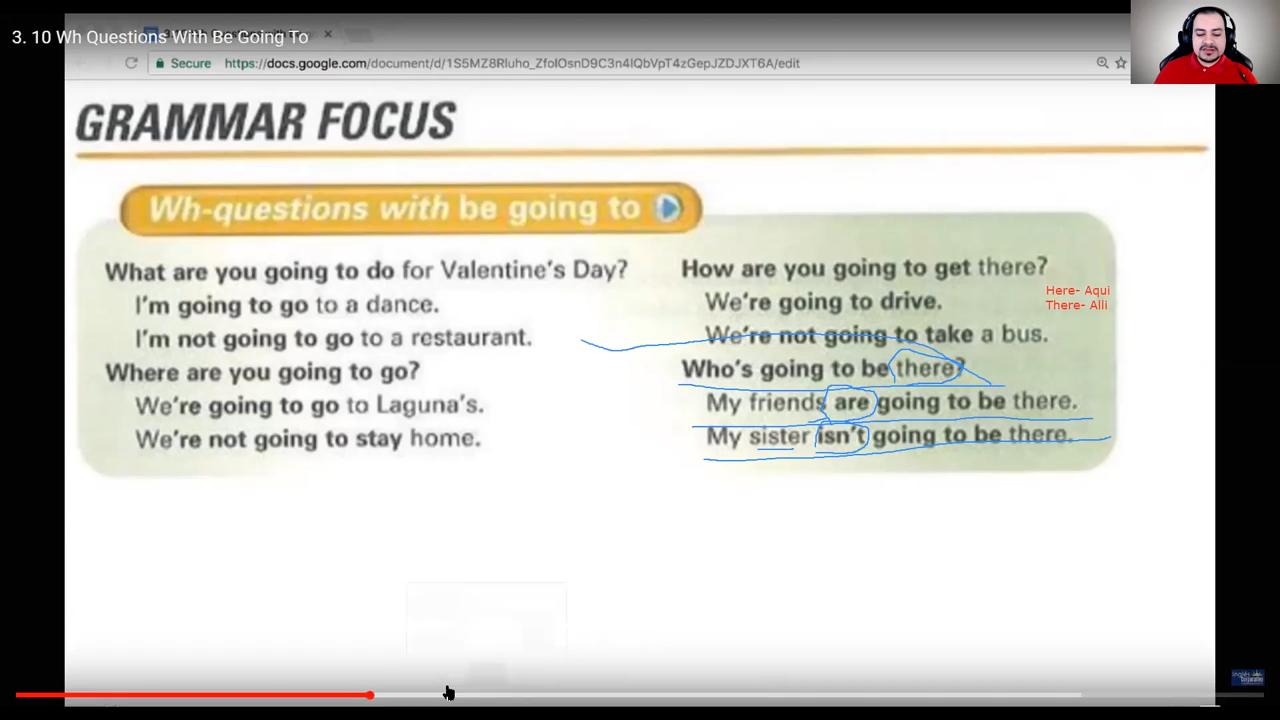 3. 10 Wh Questions With Be Going To
Secure https://docs.google.com/document/d/
GRAMMAR FOCUS
Wh-questions with be going to
What are you going to do for Valentine's Day?
I'm going to go to a dance.
I'm not going to go to a restaurant.
Where are you going to go?
We're going to go to Laguna's.
We're not going to stay home.
How are you going to get there?
We're going to drive.
We're not going to take a bus.
Who's going to be there?
My friends are going to be there.
My sister isn't going to be there.
Here- Aqui
There- Alli